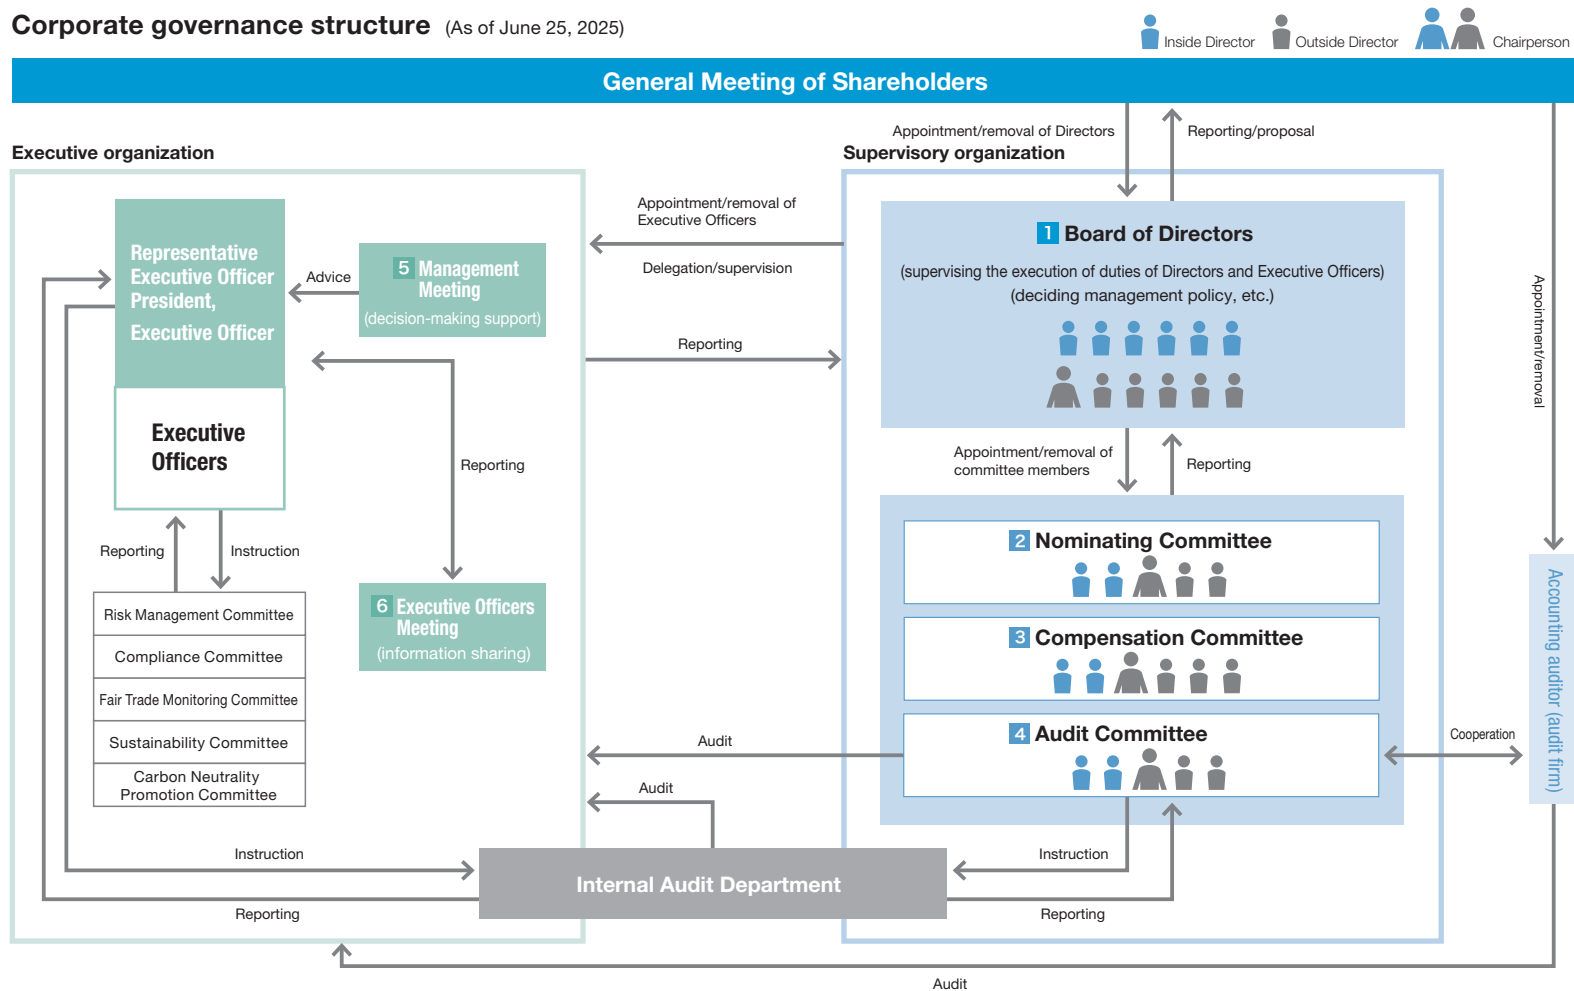 Corporate governance structure (As of June 25, 2025)
Inside Director
Outside Director
Chairperson
General Meeting of Shareholders
Appointment/removal of Directors
Reporting/proposal
Executive organization
Supervisory organization
Representative
Executive Officer
President,
Executive Officer
Advice
5 Management
Meeting
(decision-making support)
Appointment/removal of
Executive Officers
Delegation/supervision
Reporting
1 Board of Directors
(supervising the execution of duties of Directors and Executive Officers)
(deciding management policy, etc.)
Appointment/removal
Executive
Officers
Reporting
Appointment/removal of
committee members
Reporting
Reporting
Instruction
Risk Management Committee
Compliance Committee
Fair Trade Monitoring Committee
Sustainability Committee
Carbon Neutrality
Promotion Committee
6 Executive Officers
Meeting
(information sharing)
2 Nominating Committee
3 Compensation Committee
4 Audit Committee
Accounting auditor (audit firm)
Cooperation
Audit
Audit
Instruction
Internal Audit Department
Instruction
Reporting
Reporting
Audit